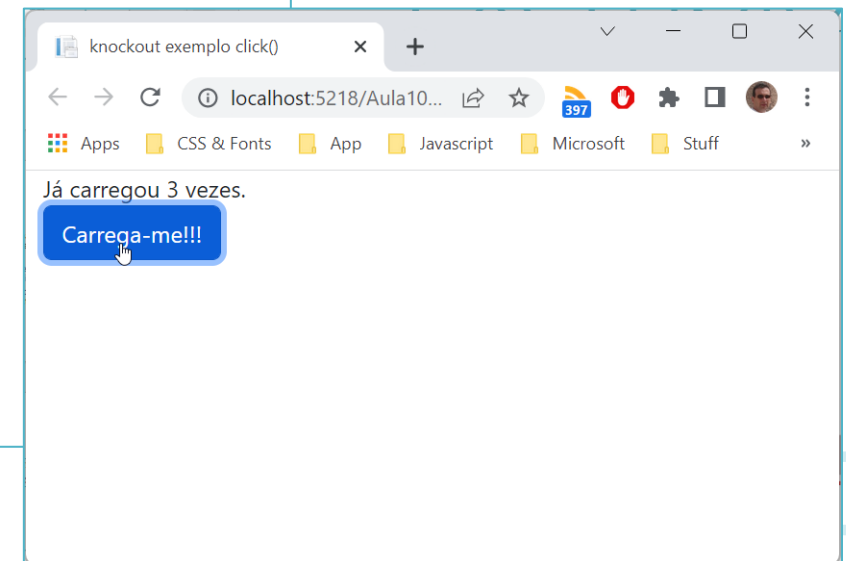 knockout exemplo click()
localhost:5218/Aula10...
397
Apps CSS & Fonts App Javascript Microsoft Stuff »
Já carregou 3 vezes.
Carrega-me!!!